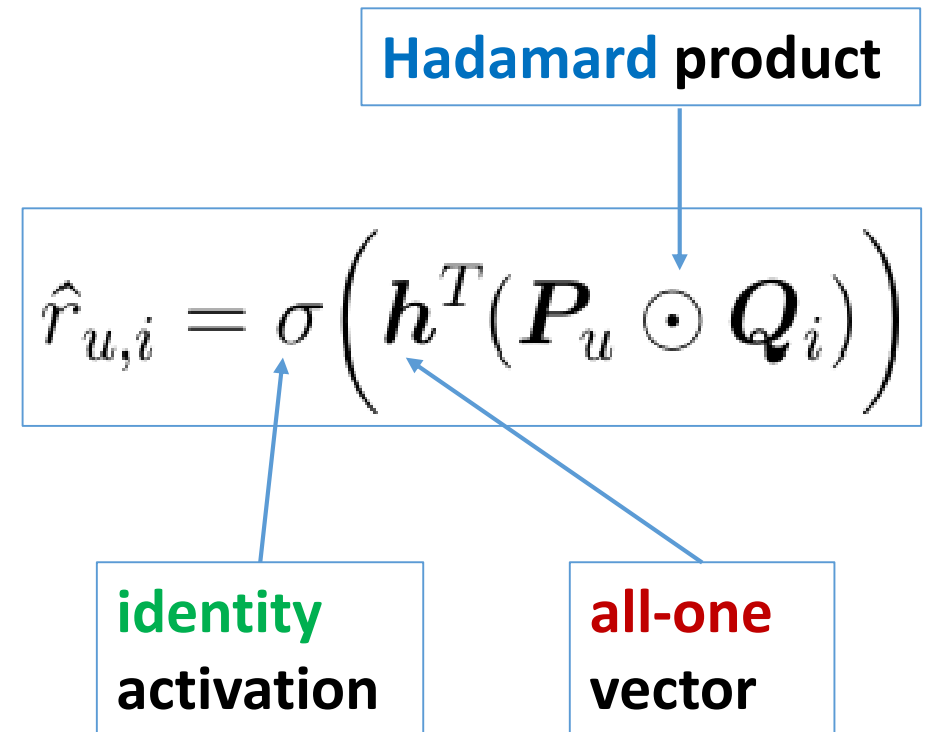 Hadamard product
r̂_{u,i} = σ(h^T(P_u ⊙ Q_i))
identity
activation
all-one
vector